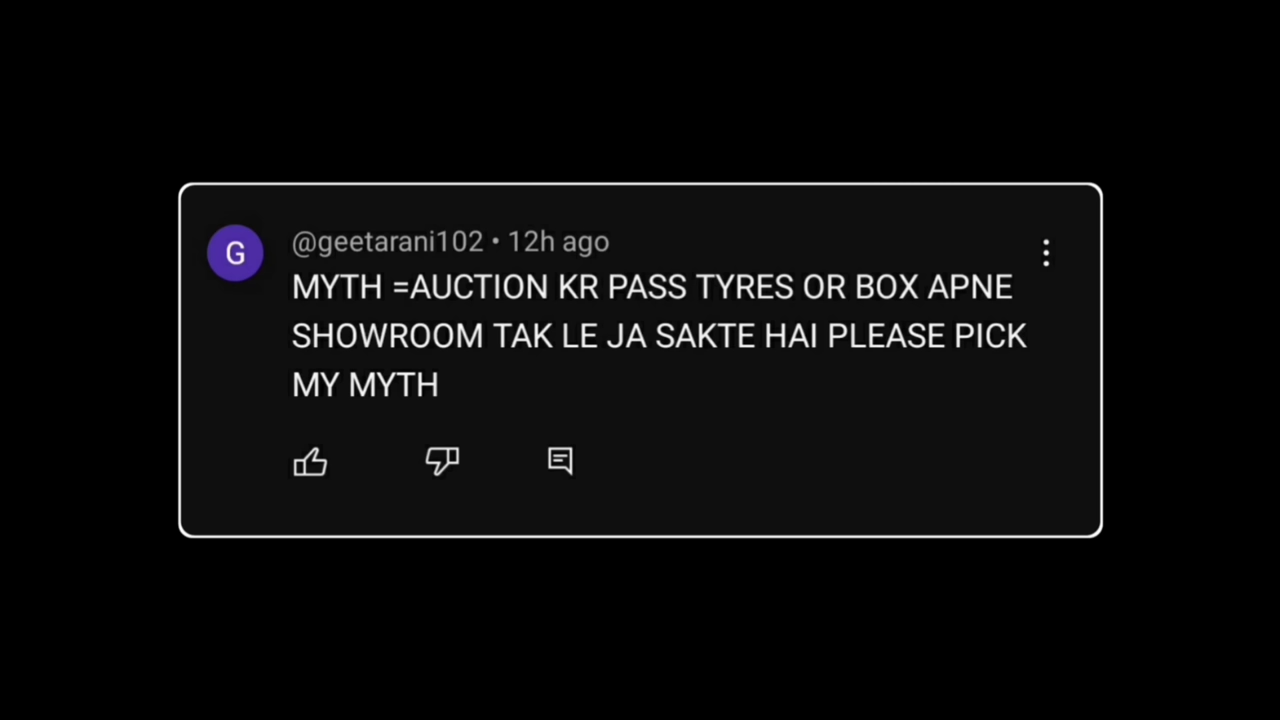 G
@geetarani102 • 12h ago
MYTH =AUCTION KR PASS TYRES OR BOX APNE
SHOWROOM TAK LE JA SAKTE HAI PLEASE PICK
MY MYTH